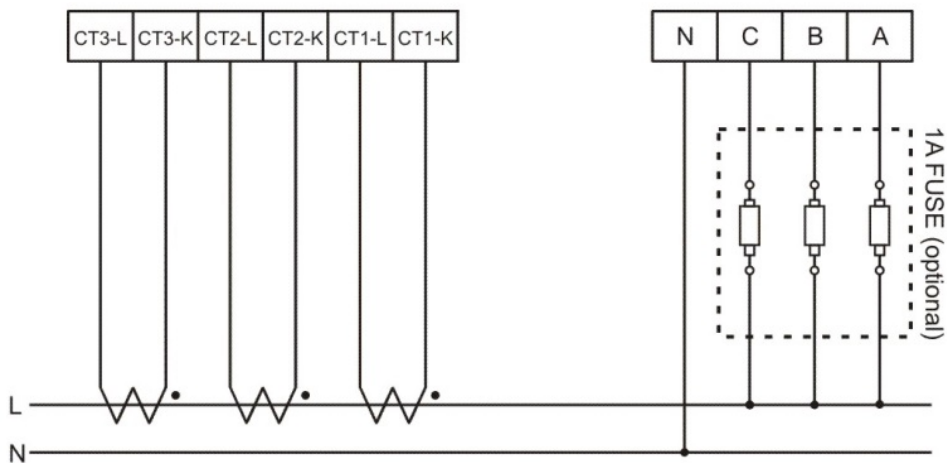 CT3-L CT3-K CT2-L CT2-K CT1-L CT1-K
N C B A
1A FUSE (optional)
L
N